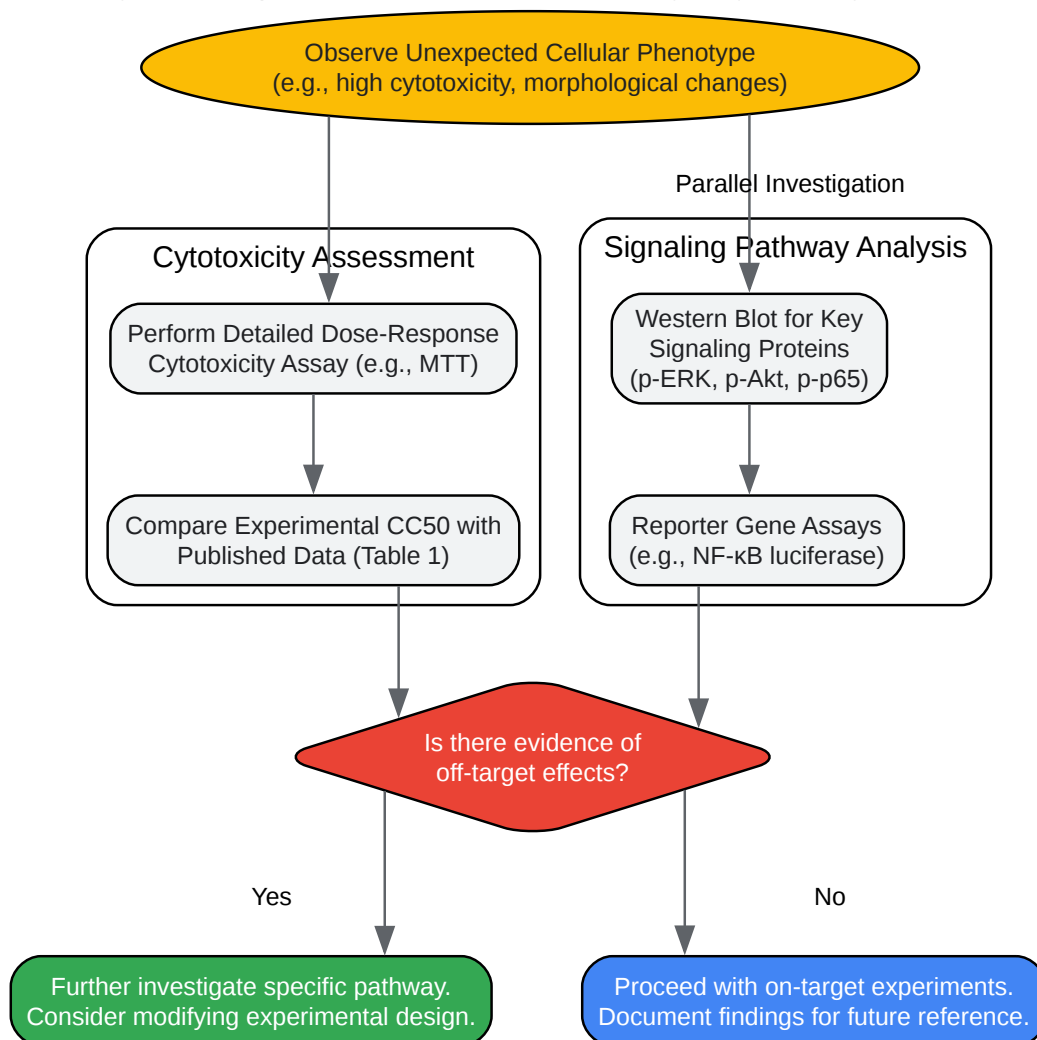 Observe Unexpected Cellular Phenotype
(e.g., high cytotoxicity, morphological changes)
Parallel Investigation
Cytotoxicity Assessment
Perform Detailed Dose-Response
Cytotoxicity Assay (e.g., MTT)
Compare Experimental CC50 with
Published Data (Table 1)
Signaling Pathway Analysis
Western Blot for Key
Signaling Proteins
(p-ERK, p-Akt, p-p65)
Reporter Gene Assays
(e.g., NF-κB luciferase)
Is there evidence of
off-target effects?
Yes
No
Further investigate specific pathway.
Consider modifying experimental design.
Proceed with on-target experiments.
Document findings for future reference.